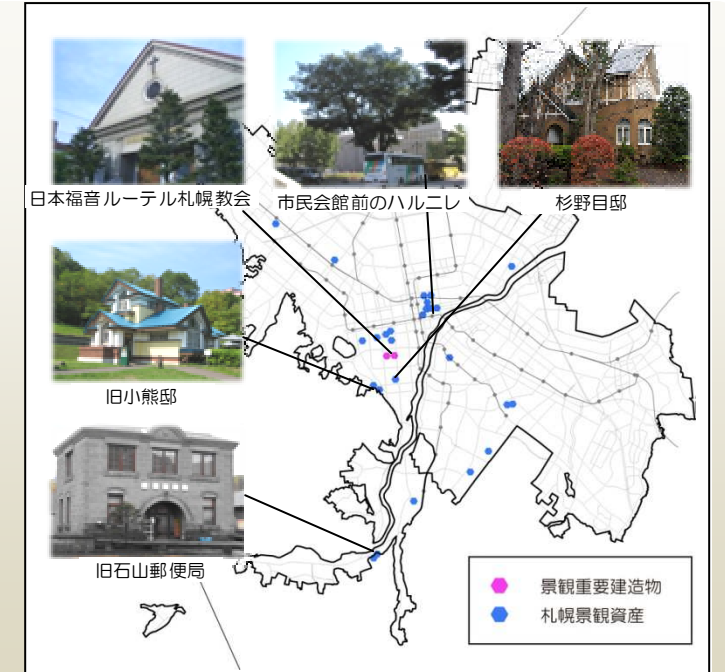 日本福音ルーテル札幌教会
市民会館前のハルニレ
杉野目邸
旧小熊邸
旧石山郵便局
景観重要建造物
札幌景観資産